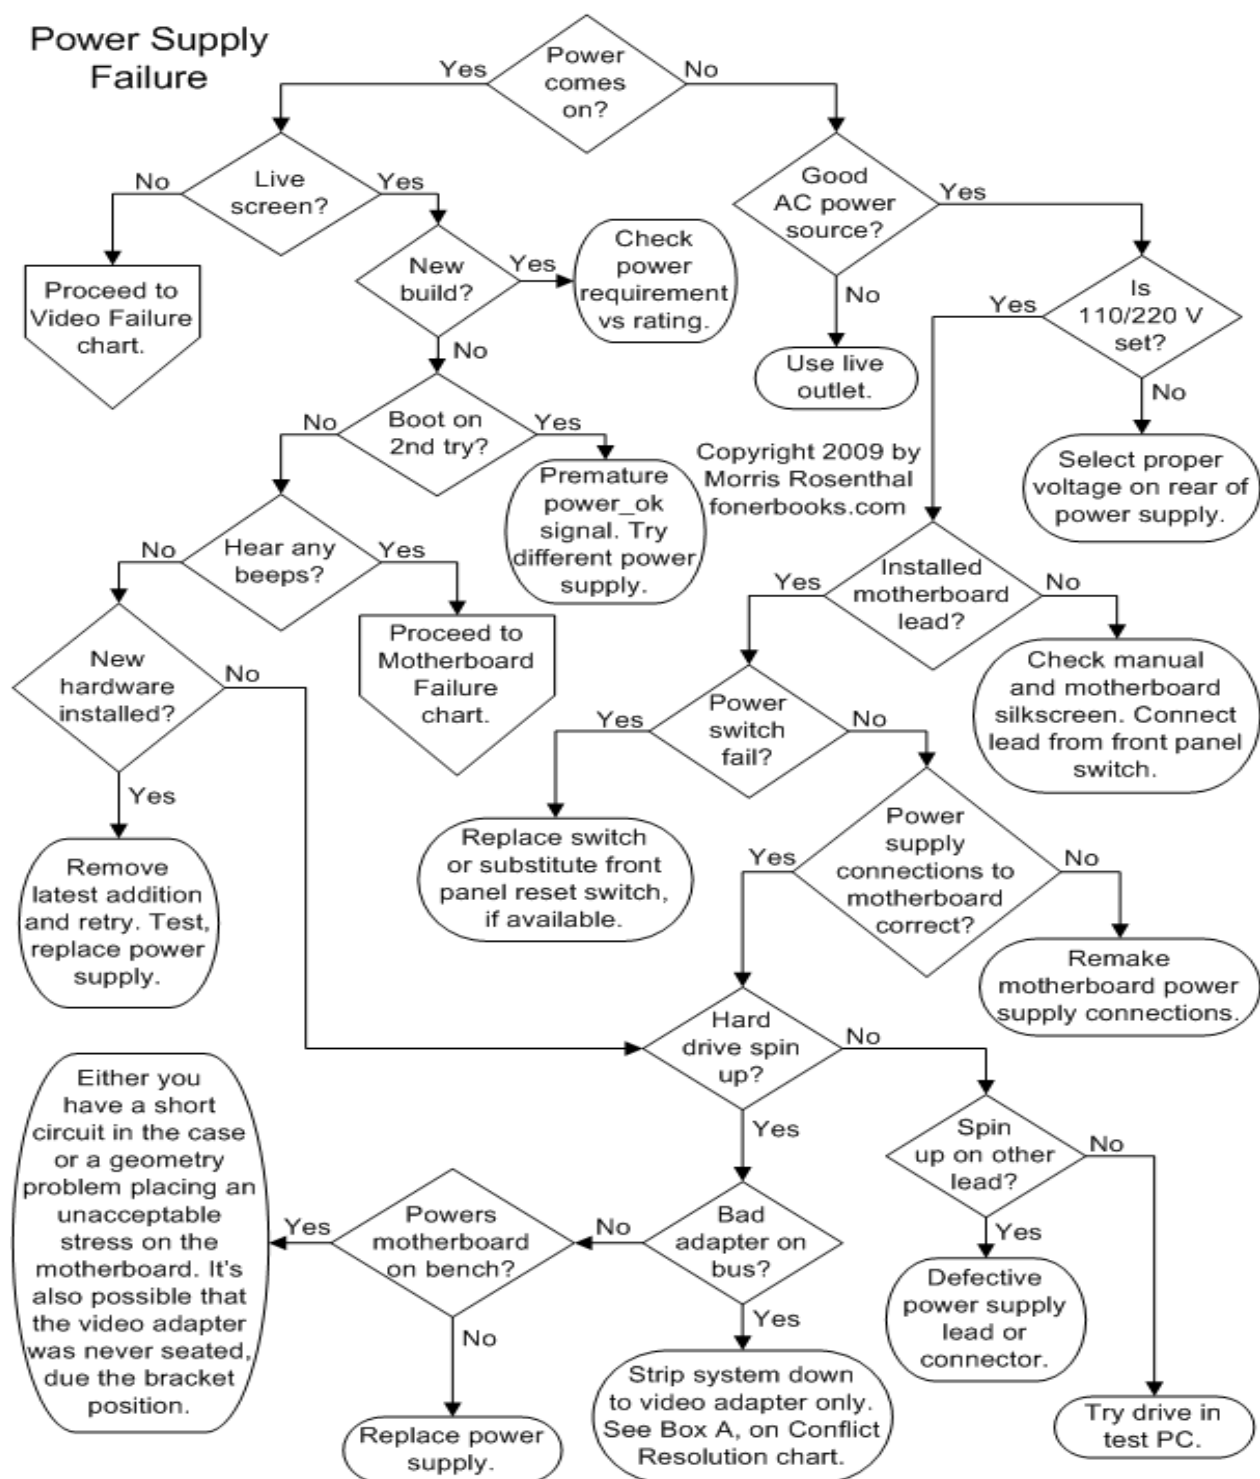 Power Supply
Failure
Power
comes
on?
Yes
No
Live
screen?
No
Yes
Good
AC power
source?
Yes
No
Proceed to
Video Failure
chart.
New
build?
Yes
No
Check
power
requirement
vs rating.
Use live
outlet.
Is
110/220 V
set?
Yes
No
Select proper
voltage on rear of
power supply.
Boot on
2nd try?
No
Yes
Premature
power_ok
signal. Try
different power
supply.
Copyright 2009 by
Morris Rosenthal
fonerbooks.com
Hear any
beeps?
No
Yes
Proceed to
Motherboard
Failure
chart.
Installed
motherboard
lead?
Yes
No
Check manual
and motherboard
silkscreen. Connect
lead from front panel
switch.
New
hardware
installed?
No
Yes
Remove
latest addition
and retry. Test,
replace power
supply.
Power
switch
fail?
Yes
No
Replace switch
or substitute front
panel reset switch,
if available.
Power
supply
connections to
motherboard
correct?
Yes
No
Remake
motherboard power
supply connections.
Hard
drive spin
up?
No
Yes
Spin
up on other
lead?
No
Yes
Defective
power supply
lead or
connector.
Try drive in
test PC.
Bad
adapter on
bus?
No
Yes
Strip system down
to video adapter only.
See Box A, on Conflict
Resolution chart.
Powers
motherboard
on bench?
Yes
No
Replace power
supply.
Either you
have a short
circuit in the case
or a geometry
problem placing an
unacceptable
stress on the
motherboard. It's
also possible that
the video adapter
was never seated,
due the bracket
position.